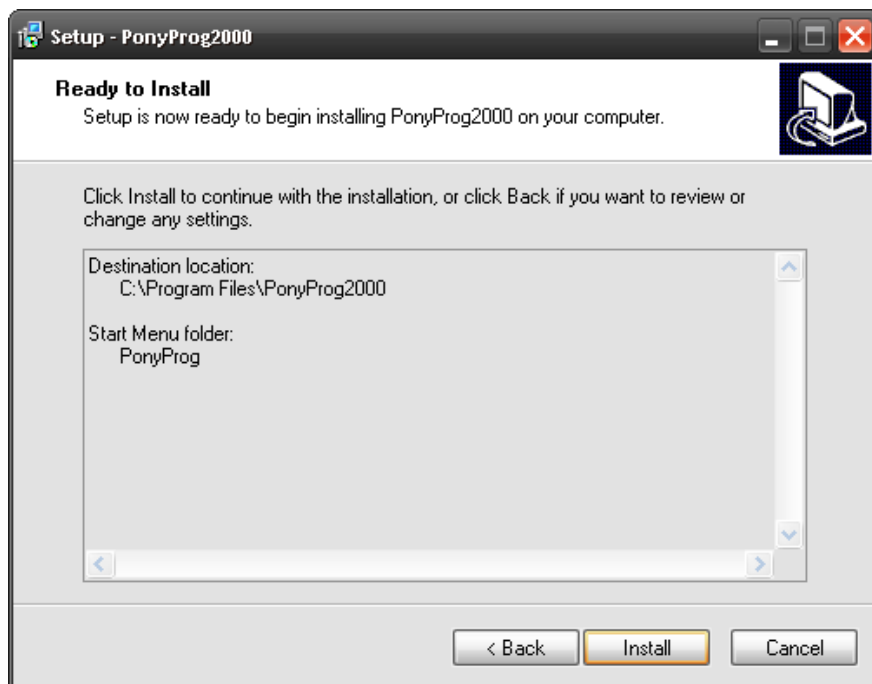 Setup - PonyProg2000
Ready to Install
Setup is now ready to begin installing PonyProg2000 on your computer.
Click Install to continue with the installation, or click Back if you want to review or
change any settings.
Destination location:
C:\Program Files\PonyProg2000
Start Menu folder:
PonyProg
< Back
Install
Cancel